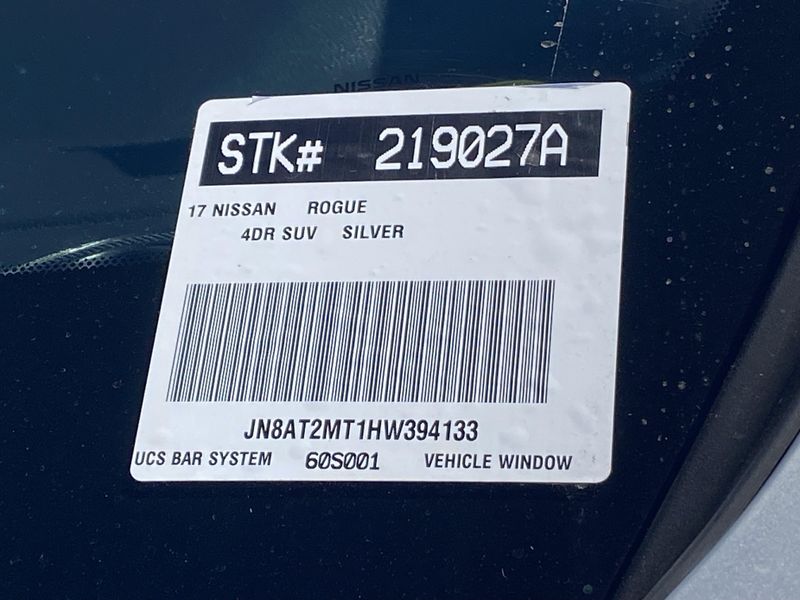 NISSAN
STK# 219027A
17 NISSAN ROGUE
4DR SUV SILVER
JN8AT2MT1HW394133
UCS BAR SYSTEM 60S001 VEHICLE WINDOW